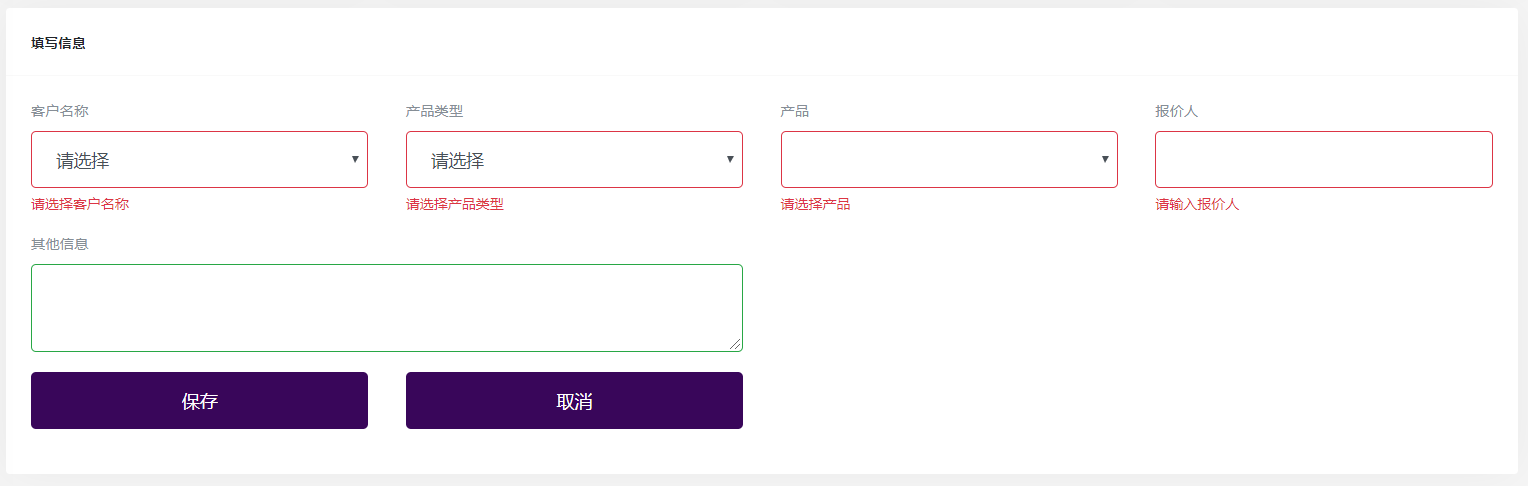 填写信息
客户名称 产品类型 产品 报价人
请选择 请选择
请选择客户名称 请选择产品类型 请选择产品 请输入报价人
其他信息
保存 取消